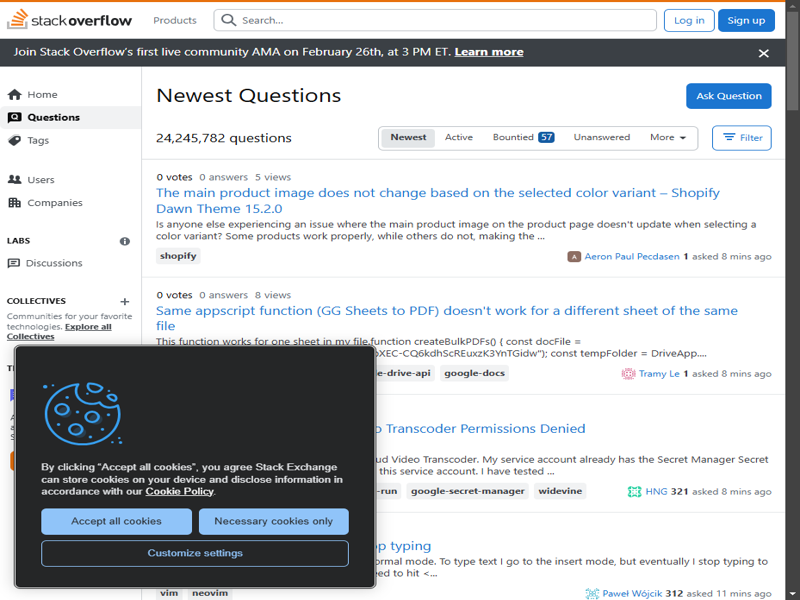 stackoverflow
Products
Search...
Log in
Sign up
Join Stack Overflow's first live community AMA on February 26th, at 3 PM ET. Learn more
Home
Questions
Tags
Users
Companies
LABS
Discussions
COLLECTIVES
Communities for your favorite
technologies. Explore all
Collectives
Newest Questions
Ask Question
24,245,782 questions
Newest
Active
Bountied 57
Unanswered
More
Filter
0 votes 0 answers 5 views
The main product image does not change based on the selected color variant – Shopify
Dawn Theme 15.2.0
Is anyone else experiencing an issue where the main product image on the product page doesn't update when selecting a
color variant? Some products work properly, while others do not, making the ...
shopify
A Aaron Paul Pecdasen 1 asked 8 mins ago
0 votes 0 answers 8 views
Same appscript function (GG Sheets to PDF) doesn't work for a different sheet of the same
file
This function works for one sheet in my file.function createBulkPDFs() { const docFile =
XEC-CQ6kdhScREuxzK3YnTGidw"); const tempFolder = DriveApp....
e-drive-api google-docs
Tramy Le 1 asked 8 mins ago
Transcoder Permissions Denied
ud Video Transcoder. My service account already has the Secret Manager Secret
this service account. I have tested ...
-run google-secret-manager widevine
HNG 321 asked 8 mins ago
op typing
ormal mode. To type text I go to the insert mode, but eventually I stop typing to
ed to hit <...
vim neovim
Paweł Wójcik 312 asked 11 mins ago
By clicking "Accept all cookies", you agree Stack Exchange
can store cookies on your device and disclose information in
accordance with our Cookie Policy.
Accept all cookies
Necessary cookies only
Customize settings